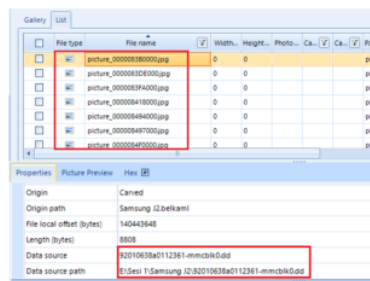 Gallery List
File type File name Width... Height... Photo... Ca... Ca...
picture_0000083B0000.jpg 0 0
picture_0000083DE000.jpg 0 0
picture_0000083FA000.jpg 0 0
picture_000008418000.jpg 0 0
picture_000008494000.jpg 0 0
picture_000008497000.jpg 0 0
picture_0000084F0000.jpg 0 0
Properties Picture Preview Hex
Origin Carved
Origin path Samsung J2.belkaml
File local offset (bytes) 140443648
Length (bytes) 8808
Data source 92010638a0112361-mmcblk0.dd
Data source path E:\Sesi 1\Samsung J2\92010638a0112361-mmcblk0.dd